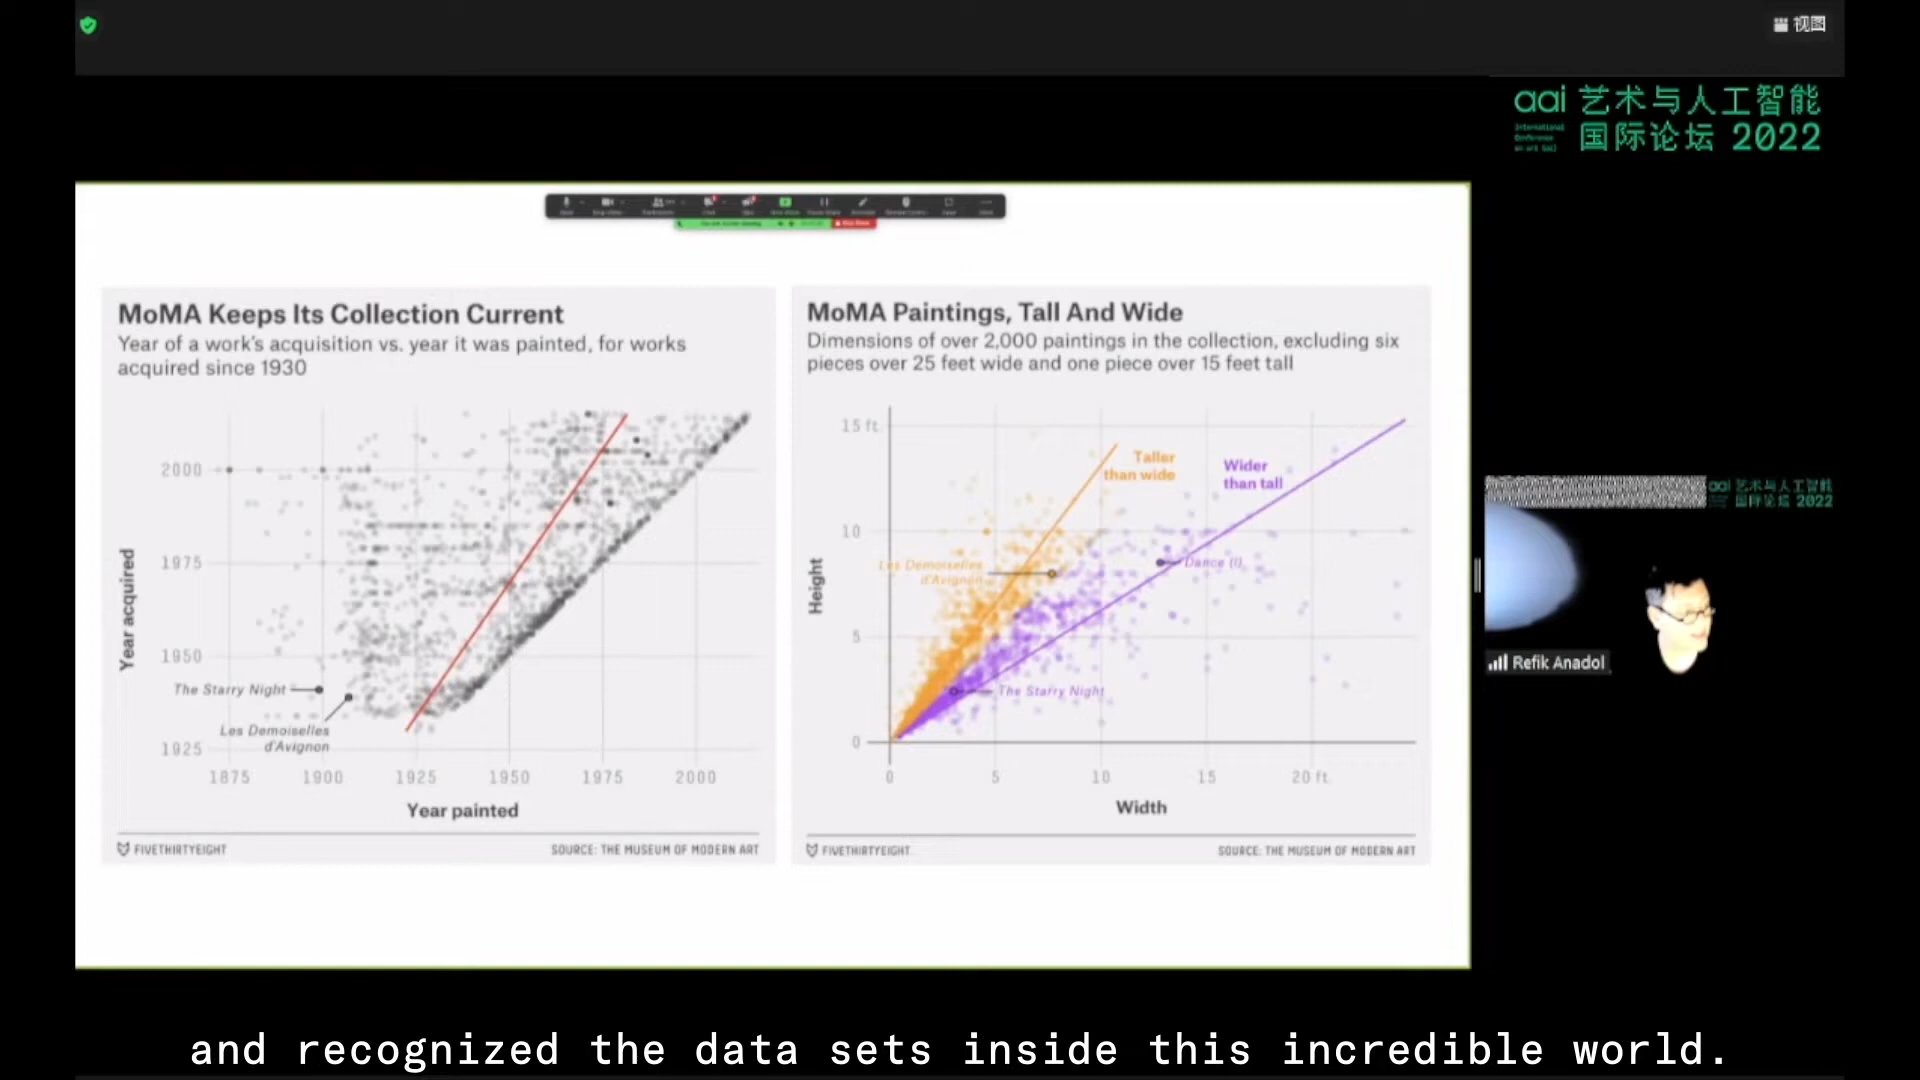 视图
aai 艺术与人工智能
International
Conference
on art (ai)
国际论坛 2022
MoMA Keeps Its Collection Current
Year of a work's acquisition vs. year it was painted, for works
acquired since 1930
2000
1975
1950
1925
Year acquired
The Starry Night
Les Demoiselles
d'Avignon
1875 1900 1925 1950 1975 2000
Year painted
FIVETHIRTYEIGHT SOURCE: THE MUSEUM OF MODERN ART
MoMA Paintings, Tall And Wide
Dimensions of over 2,000 paintings in the collection, excluding six
pieces over 25 feet wide and one piece over 15 feet tall
15 ft.
10
5
0
Height
Taller
than wide
Wider
than tall
Les Demoiselles
d'Avignon
Dance (I)
The Starry Night
0 5 10 15 20 ft.
Width
FIVETHIRTYEIGHT SOURCE: THE MUSEUM OF MODERN ART
aai 艺术与人工智能
国际论坛 2022
Refik Anadol
and recognized the data sets inside this incredible world.